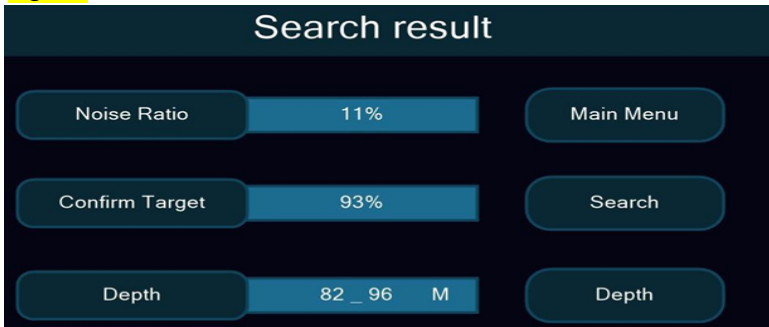 Search result
Noise Ratio 11% Main Menu
Confirm Target 93% Search
Depth 82 _ 96 M Depth